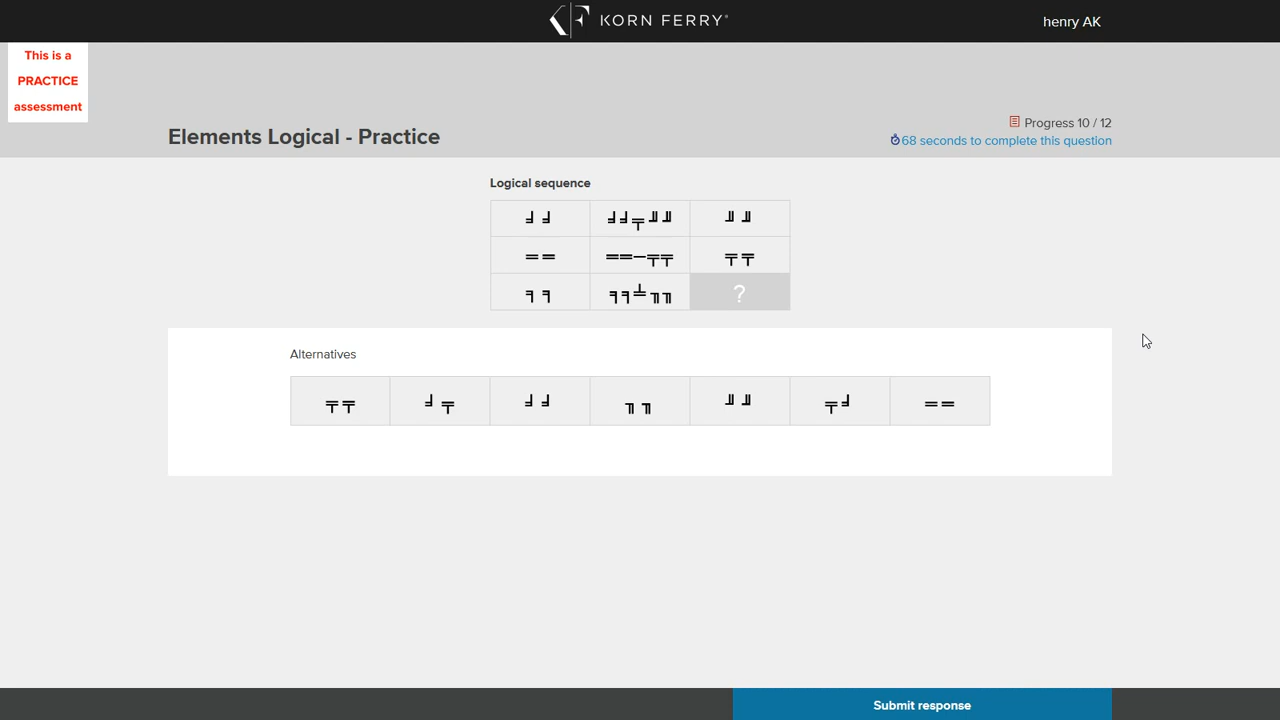 KORN FERRY®
henry AK
This is a
PRACTICE
assessment
Elements Logical - Practice
Progress 10 / 12
68 seconds to complete this question
Logical sequence
╛╛ ╛╛╤╜╜ ╜╜
== ==─╤╤ ╤╤
╕╕ ╕╕╧╖╖ ?
Alternatives
╤╤ ╛╤ ╛╛ ╖╖ ╜╜ ╤╛ ==
Submit response